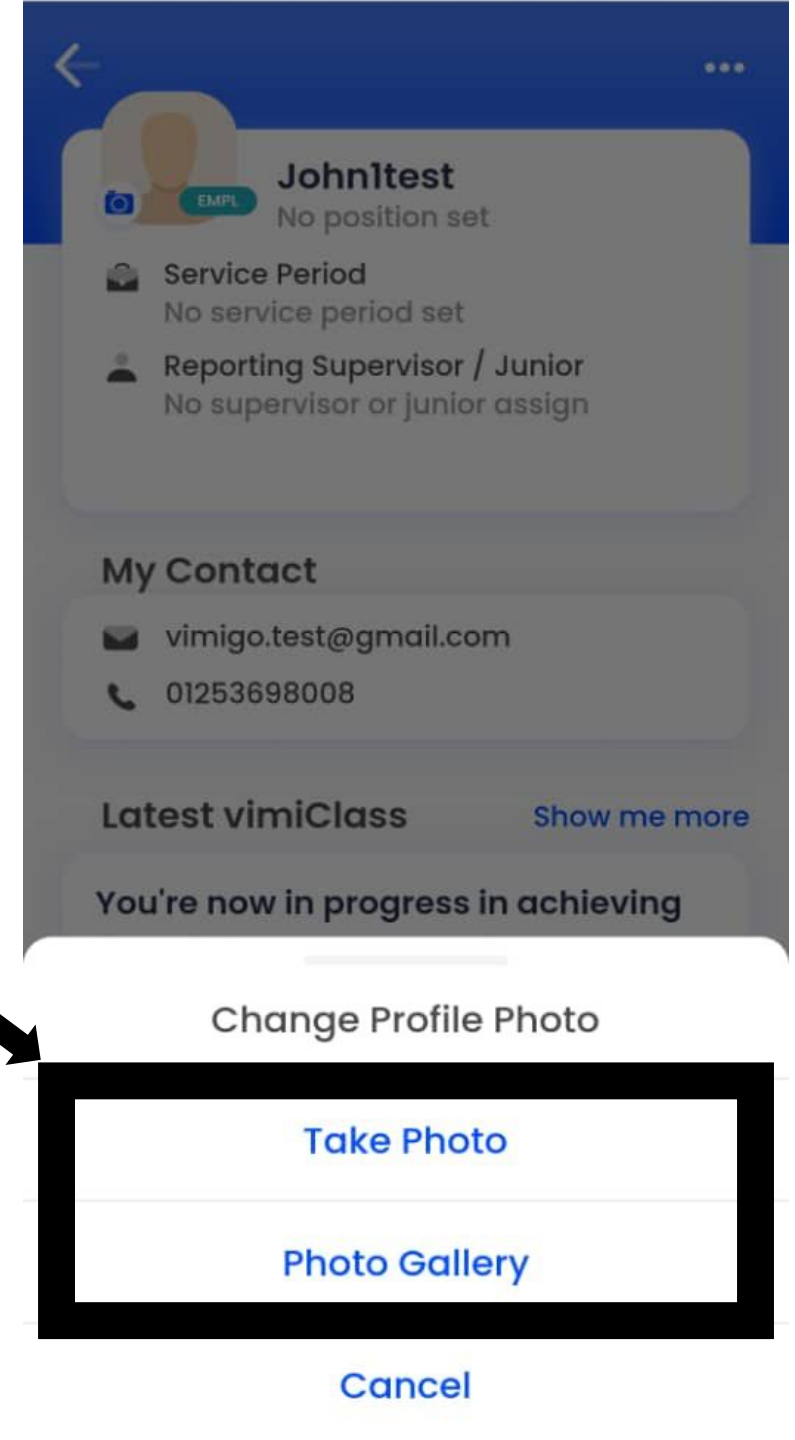 John1test
EMPL
No position set
Service Period
No service period set
Reporting Supervisor / Junior
No supervisor or junior assign
My Contact
vimigo.test@gmail.com
01253698008
Latest vimiClass
Show me more
You're now in progress in achieving
Change Profile Photo
Take Photo
Photo Gallery
Cancel